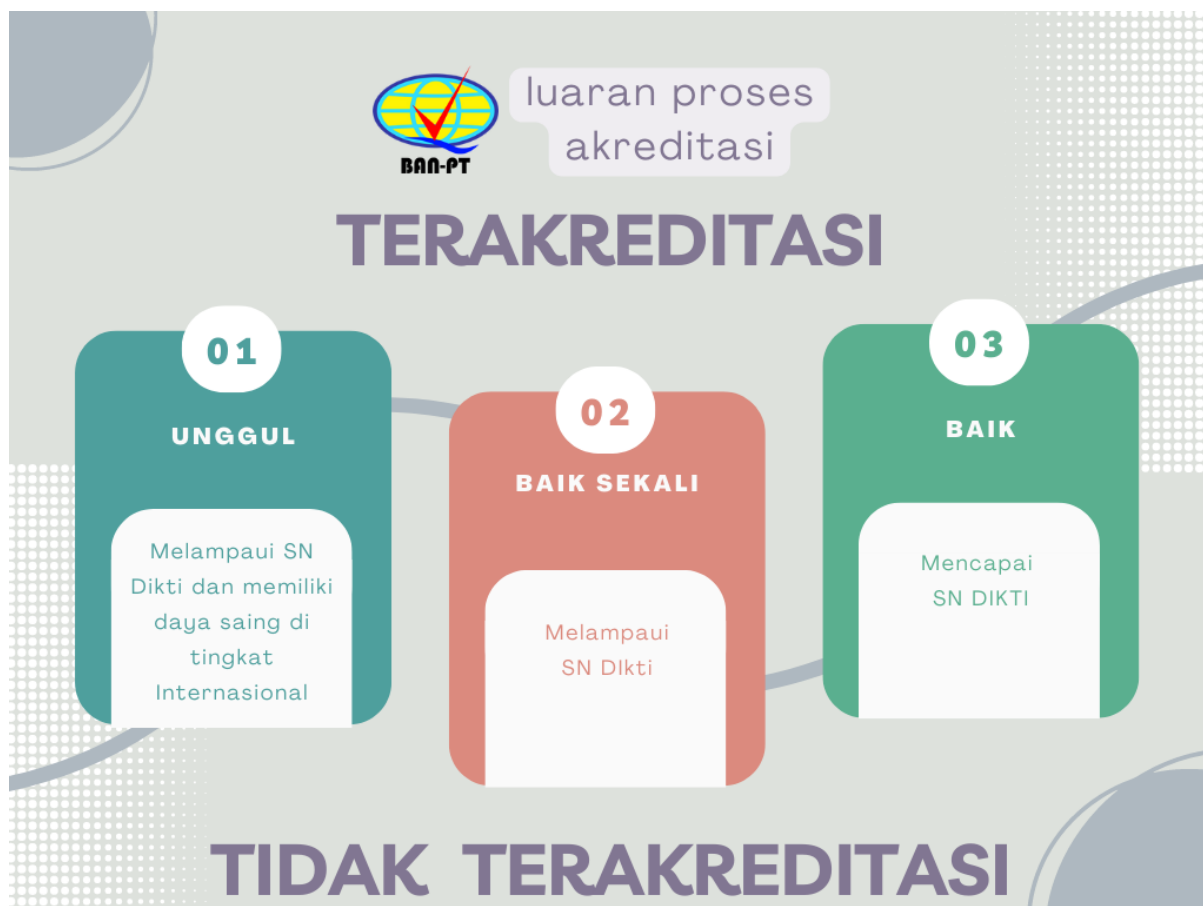 BAN-PT
luaran proses
akreditasi
TERAKREDITASI
01
UNGGUL
Melampaui SN
Dikti dan memiliki
daya saing di
tingkat
Internasional
02
BAIK SEKALI
Melampaui
SN DIkti
03
BAIK
Mencapai
SN DIKTI
TIDAK TERAKREDITASI